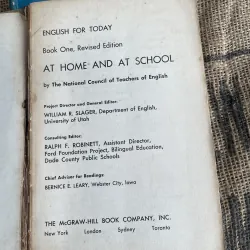 ENGLISH FOR TODAY
Book One, Revised Edition
AT HOME AND AT SCHOOL
by The National Council of Teachers of English
Project Director and General Editor:
WILLIAM R. SLAGER, Department of English,
University of Utah
Consulting Editor:
RALPH F. ROBINETT, Assistant Director,
Ford Foundation Project, Bilingual Education,
Dade County Public Schools
Chief Adviser for Readings
BERNICE E. LEARY, Webster City, Iowa
THE McGRAW-HILL BOOK COMPANY, INC.
New York London Sydney Toronto